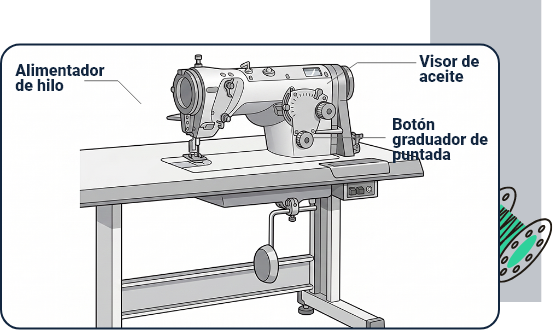 Alimentador
de hilo
Visor de
aceite
Botón
graduador de
puntada